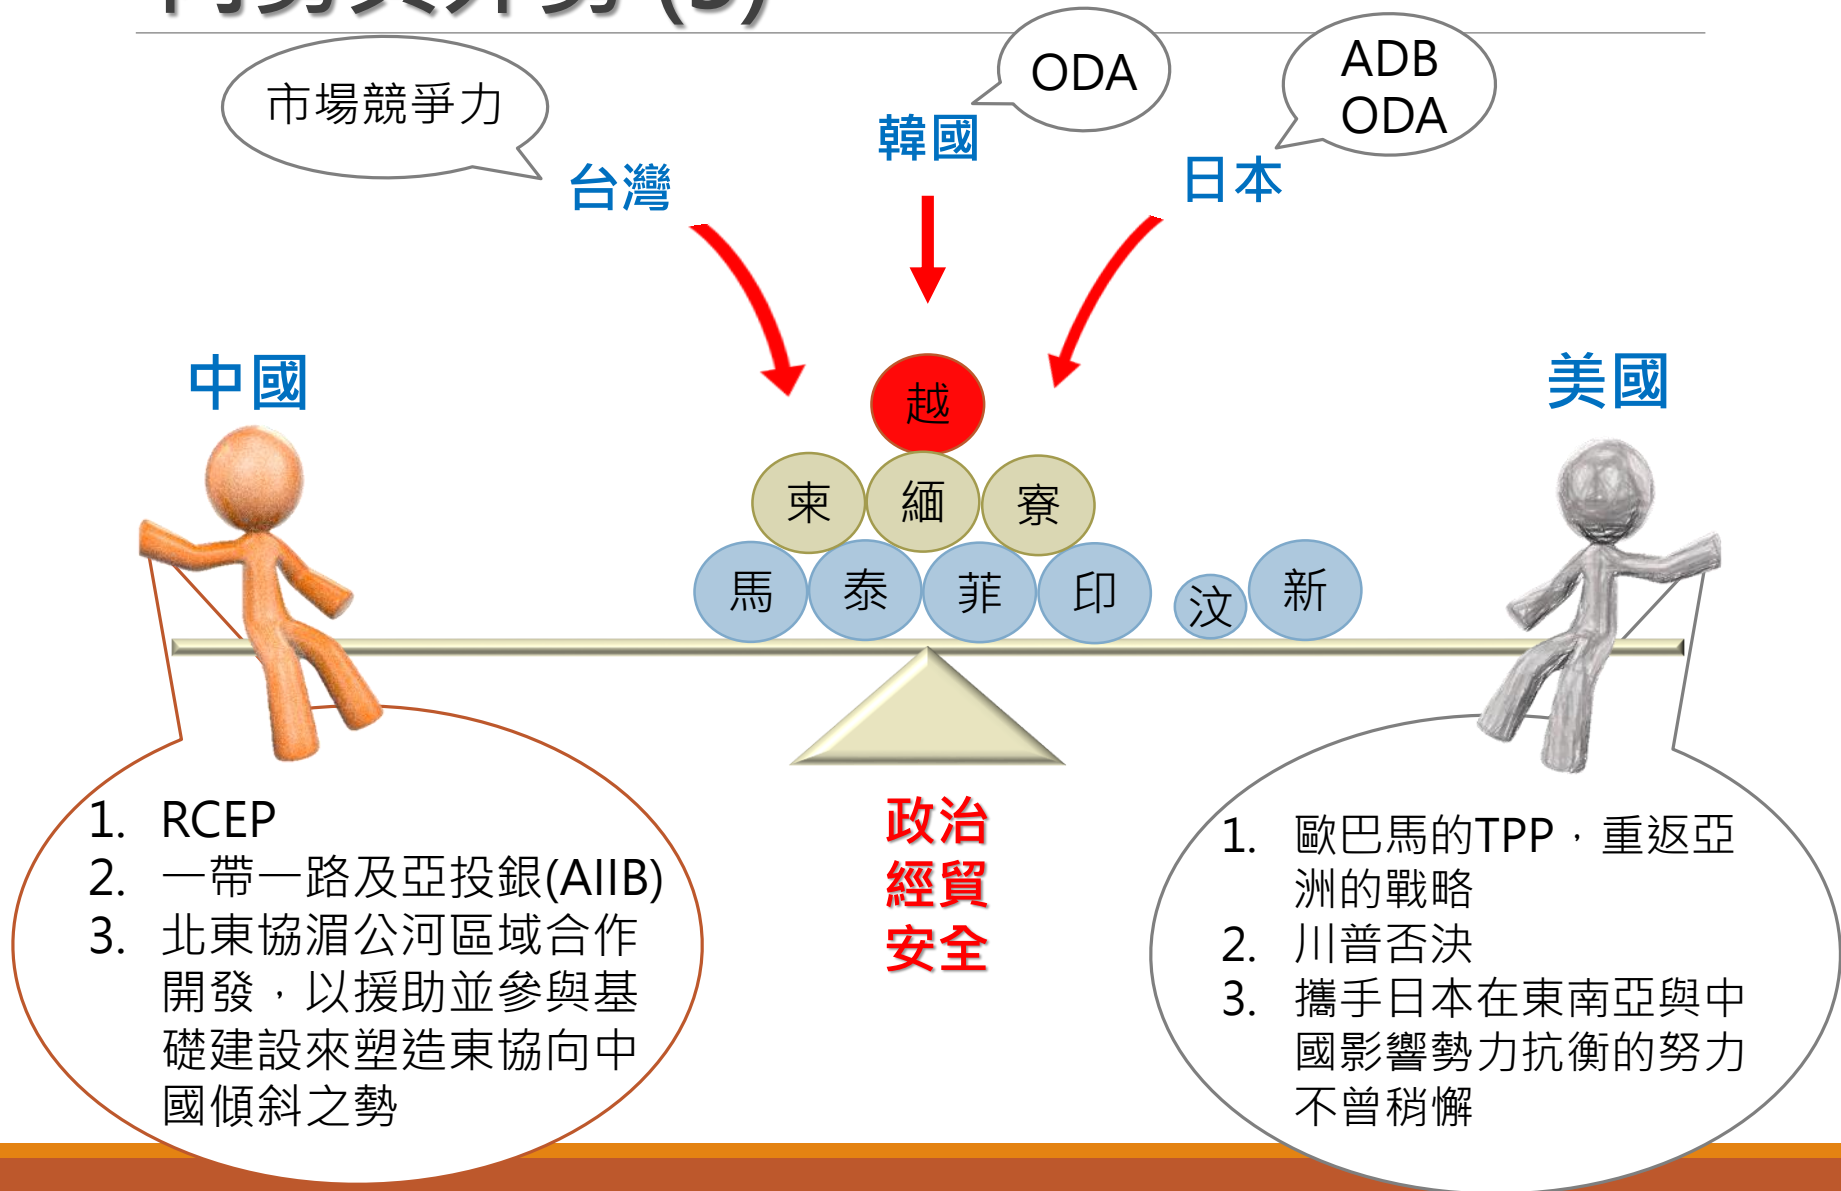 (3)
市場競爭力
ODA
ADB
ODA
台灣
韓國
日本
中國
美國
越
柬 緬 寮
馬 泰 菲 印 汶 新
政治
經貿
安全
1. RCEP
2. 一帶一路及亞投銀(AIIB)
3. 北東協湄公河區域合作
開發，以援助並參與基
礎建設來塑造東協向中
國傾斜之勢
1. 歐巴馬的TPP，重返亞
洲的戰略
2. 川普否決
3. 攜手日本在東南亞與中
國影響勢力抗衡的努力
不曾稍懈